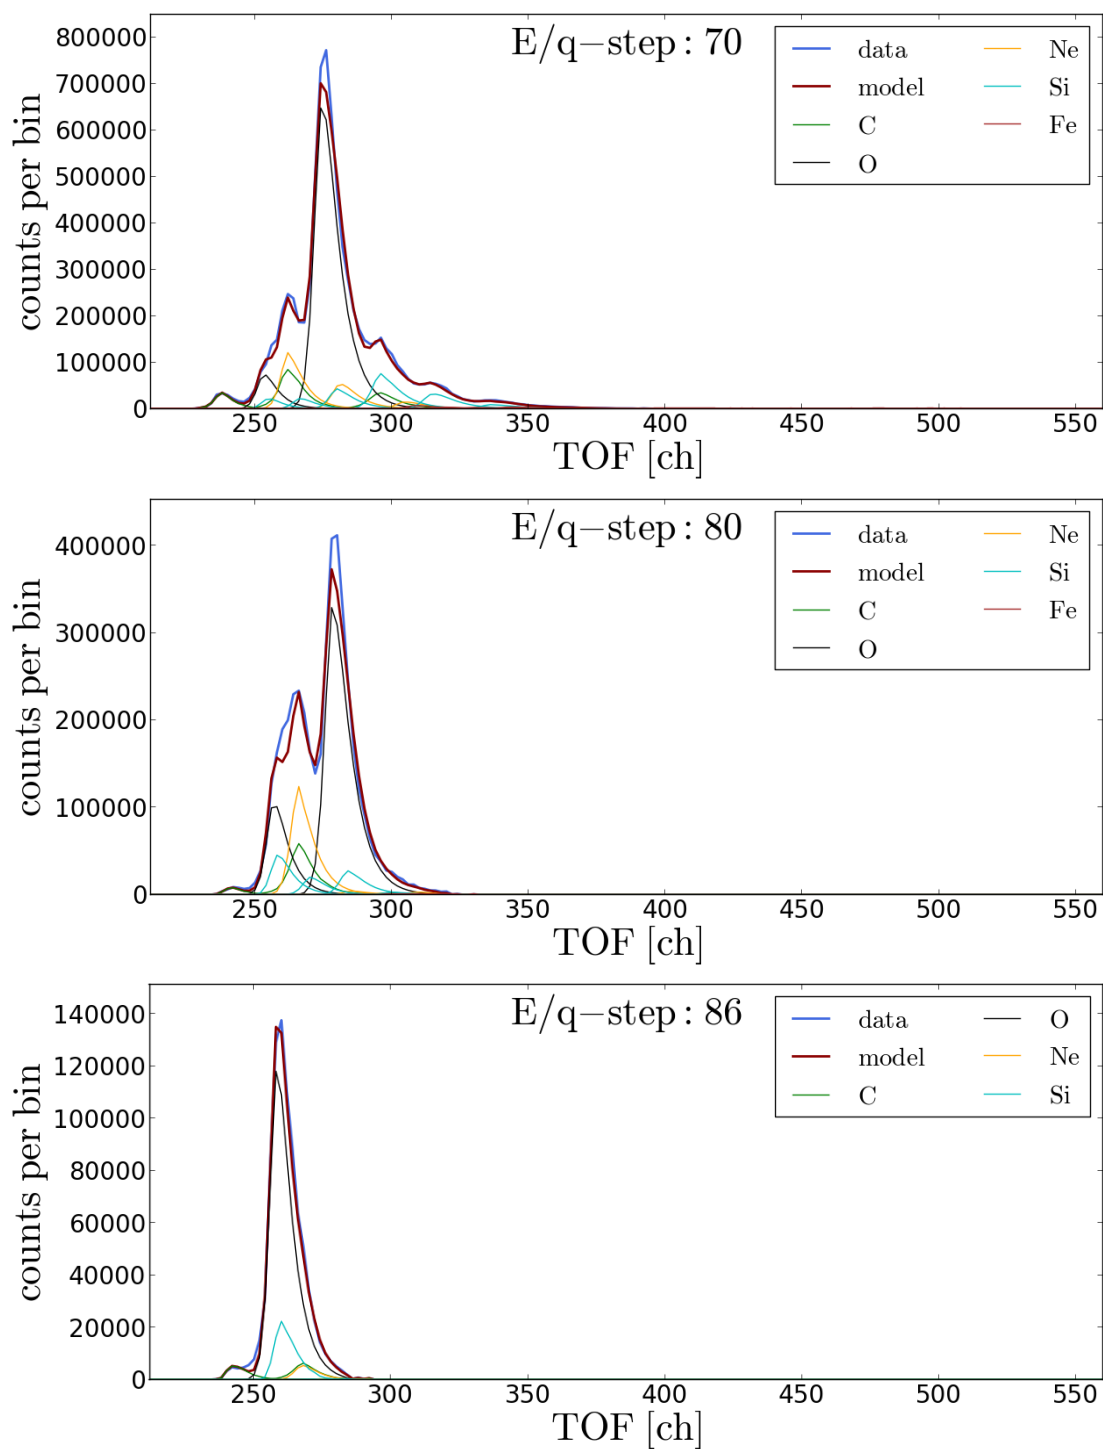 E/q−step: 70
data
model
C
O
Ne
Si
Fe
counts per bin
800000
700000
600000
500000
400000
300000
200000
100000
0
250 300 350 400 450 500 550
TOF [ch]
E/q−step: 80
data
model
C
O
Ne
Si
Fe
counts per bin
400000
300000
200000
100000
0
250 300 350 400 450 500 550
TOF [ch]
E/q−step: 86
data
model
C
O
Ne
Si
counts per bin
140000
120000
100000
80000
60000
40000
20000
0
250 300 350 400 450 500 550
TOF [ch]